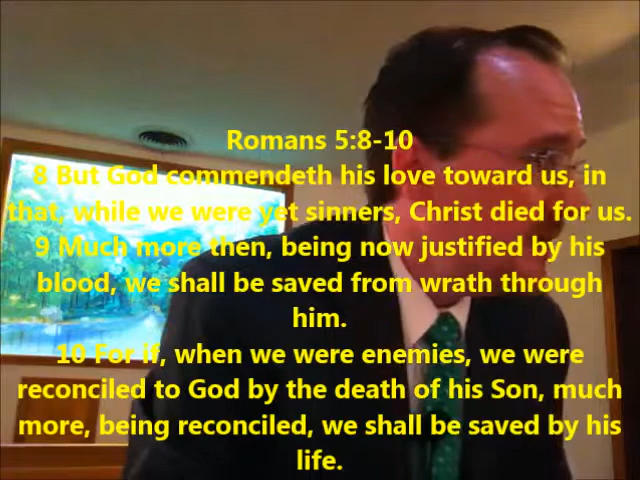 Romans 5:8-10
8 But God commendeth his love toward us, in
that, while we were yet sinners, Christ died for us.
9 Much more then, being now justified by his
blood, we shall be saved from wrath through
him.
10 For if, when we were enemies, we were
reconciled to God by the death of his Son, much
more, being reconciled, we shall be saved by his
life.